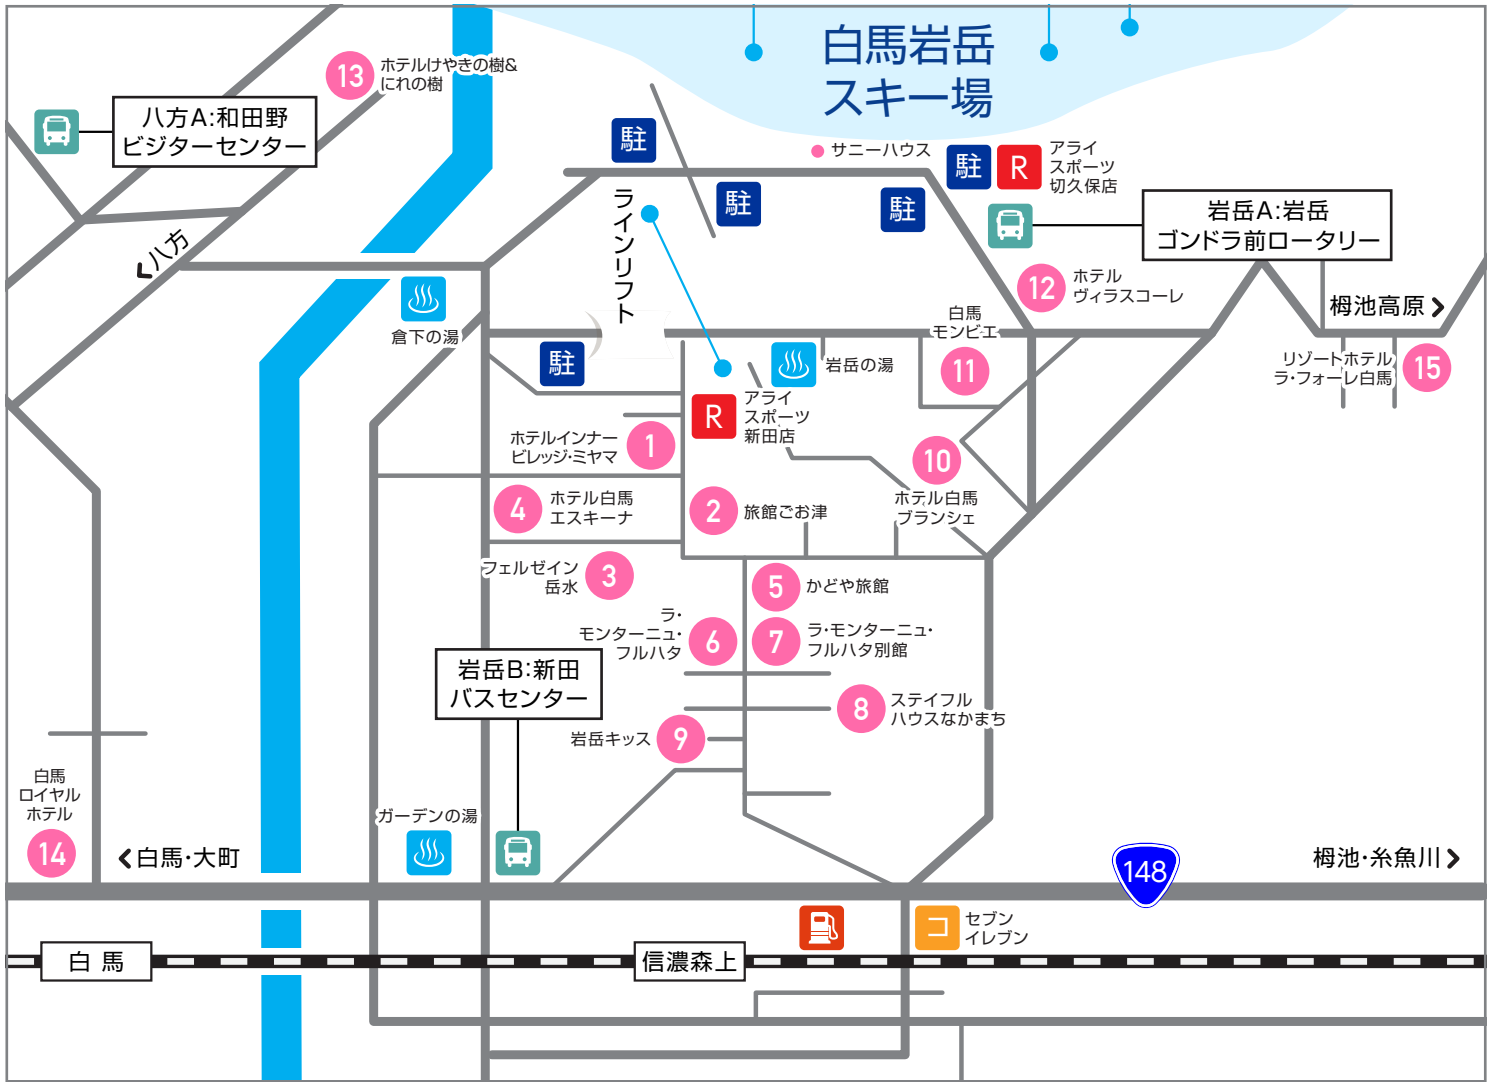 白馬岩岳
スキー場
13
ホテルけやきの樹&
にれの樹
八方A:和田野
ビジターセンター
駐
サニーハウス
駐
R
アライ
スポーツ
切久保店
駐
駐
ラインリフト
岩岳A:岩岳
ゴンドラ前ロータリー
八方
12
ホテル
ヴィラスコーレ
栂池高原
倉下の湯
白馬
モンビエ
11
駐
岩岳の湯
リゾートホテル
ラ・フォーレ白馬
15
R
アライ
スポーツ
新田店
ホテルインナー
ビレッジ・ミヤマ
1
10
ホテル白馬
ブランシェ
4
ホテル白馬
エスキーナ
2
旅館ごお津
フェルゼイン
岳水
3
5
かどや旅館
ラ・
モンターニュ・
フルハタ
6
7
ラ・モンターニュ・
フルハタ別館
岩岳B:新田
バスセンター
8
ステイフル
ハウスなかまち
岩岳キッス
9
白馬
ロイヤル
ホテル
14
白馬・大町
ガーデンの湯
148
栂池・糸魚川
コ
セブン
イレブン
白馬
信濃森上